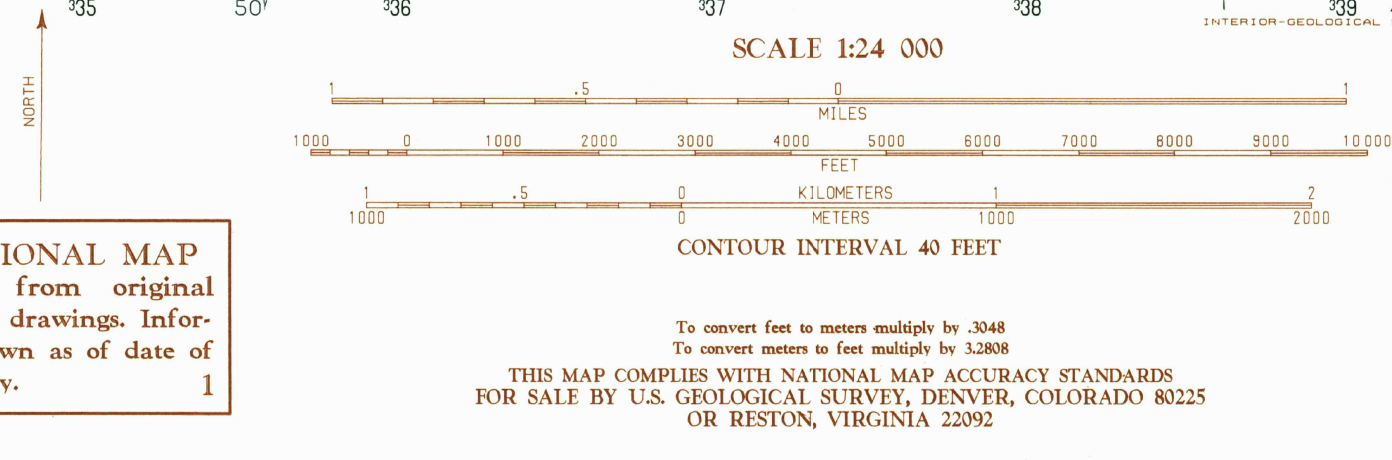 ³35 50' ³36 ³37 ³38 ³39
INTERIOR-GEOLOGICAL
NORTH
SCALE 1:24 000
1 .5 0 1
MILES
1000 0 1000 2000 3000 4000 5000 6000 7000 8000 9000 10 000
FEET
1 .5 0 KILOMETERS 1 2
1000 0 METERS 1000 2000
CONTOUR INTERVAL 40 FEET
IONAL MAP
from original
drawings. Infor-
wn as of date of
y. 1
To convert feet to meters multiply by .3048
To convert meters to feet multiply by 3.2808
THIS MAP COMPLIES WITH NATIONAL MAP ACCURACY STANDARDS
FOR SALE BY U.S. GEOLOGICAL SURVEY, DENVER, COLORADO 80225
OR RESTON, VIRGINIA 22092